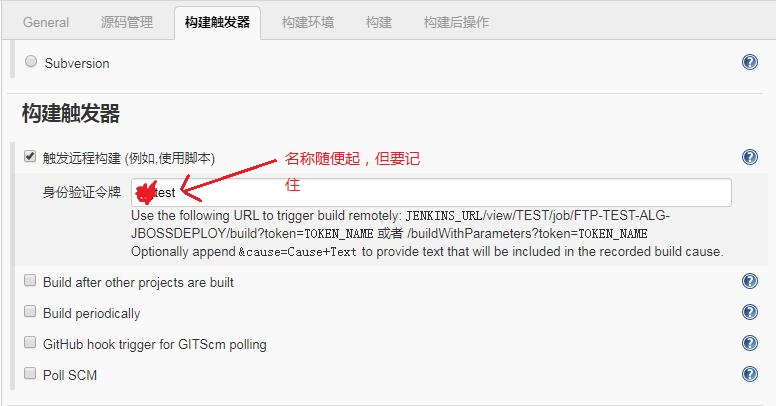 General 源码管理 构建触发器 构建环境 构建 构建后操作
Subversion
构建触发器
触发远程构建 (例如,使用脚本)
名称随便起，但要记
住
身份验证令牌
test
Use the following URL to trigger build remotely: JENKINS_URL/view/TEST/job/FTP-TEST-ALG-
JBOSSDEPLOY/build?token=TOKEN_NAME 或者 /buildWithParameters?token=TOKEN_NAME
Optionally append &cause=Cause+Text to provide text that will be included in the recorded build cause.
Build after other projects are built
Build periodically
GitHub hook trigger for GITScm polling
Poll SCM